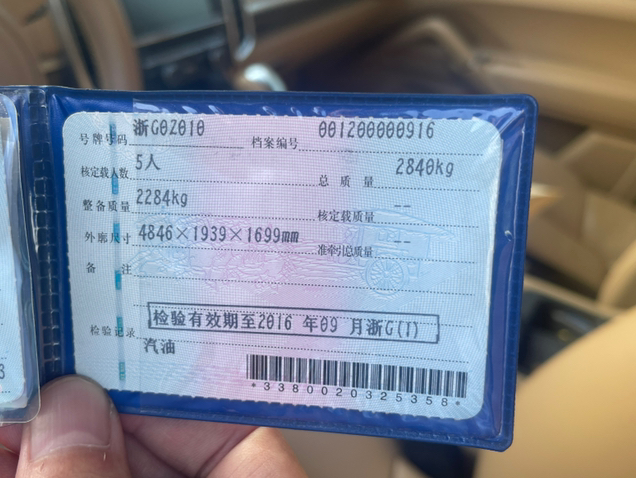 号牌号码 浙G0Z010 档案编号 001200000916
核定载人数 5人 总质量 2840kg
整备质量 2284kg 核定载质量 --
外廓尺寸 4846×1939×1699mm 准牵引总质量 --
备注
检验记录 检验有效期至2016 年09 月浙G(1)
汽油
*3380020325358*